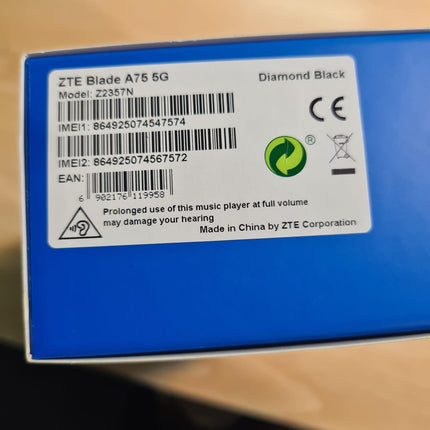 ZTE Blade A75 5G
Diamond Black
Model: Z2357N
CE
IMEI1: 864925074547574
IMEI2: 864925074567572
®
EAN:
6 902176 119958
Prolonged use of this music player at full volume
may damage your hearing
Made in China by ZTE Corporation